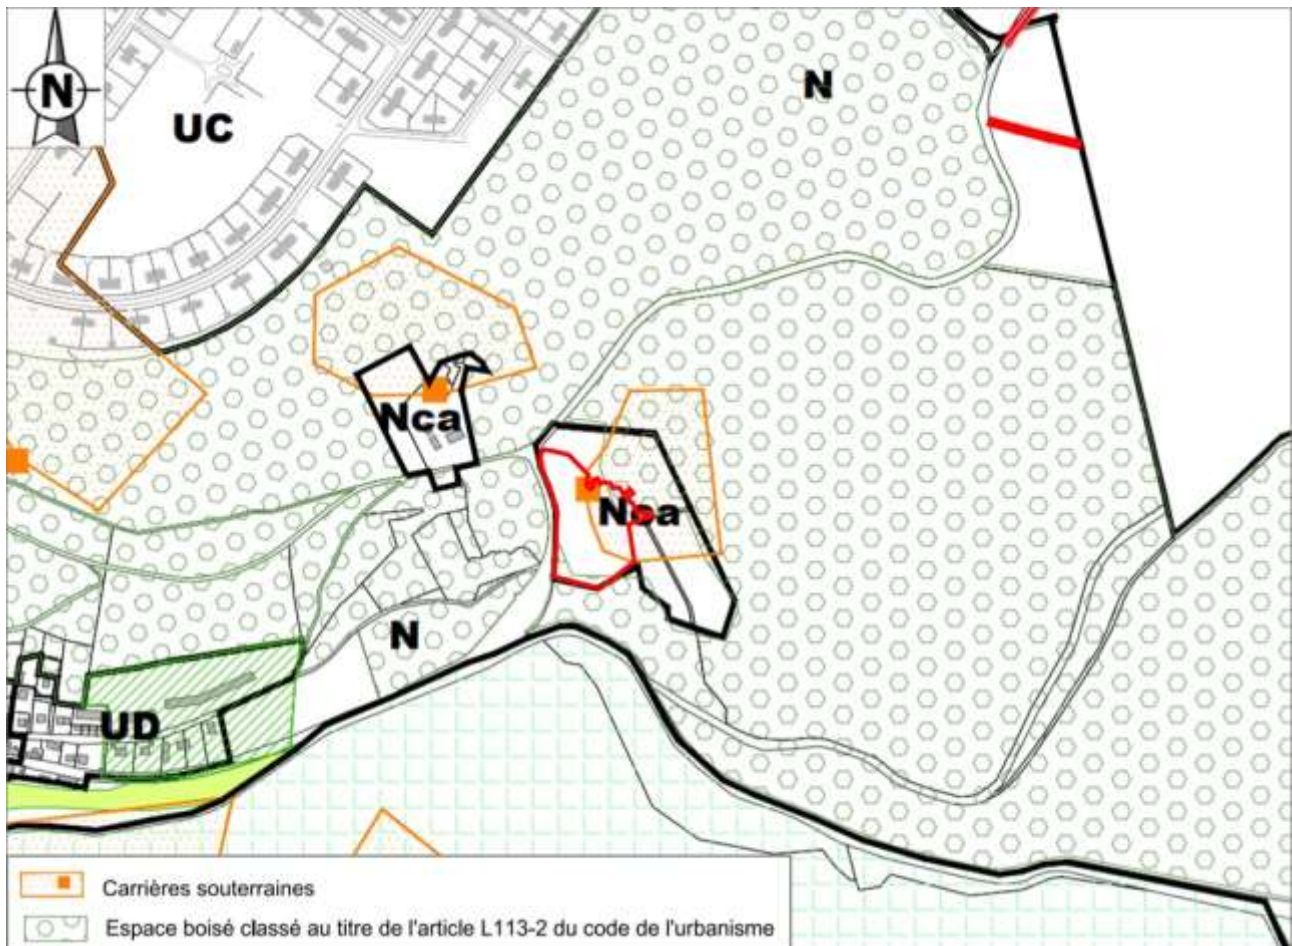 N
UC
N
Nca
Nca
N
UD
Carrières souterraines
Espace boisé classé au titre de l'article L113-2 du code de l'urbanisme